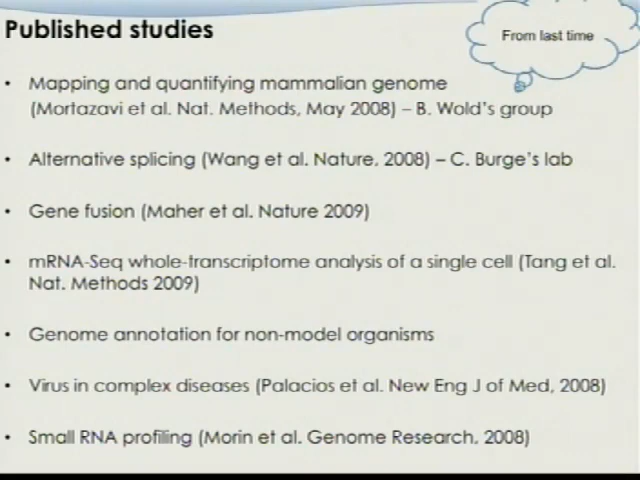 Published studies
From last time
• Mapping and quantifying mammalian genome
(Mortazavi et al. Nat. Methods, May 2008) – B. Wold's group
• Alternative splicing (Wang et al. Nature, 2008) – C. Burge's lab
• Gene fusion (Maher et al. Nature 2009)
• mRNA-Seq whole-transcriptome analysis of a single cell (Tang et al.
Nat. Methods 2009)
• Genome annotation for non-model organisms
• Virus in complex diseases (Palacios et al. New Eng J of Med, 2008)
• Small RNA profiling (Morin et al. Genome Research, 2008)